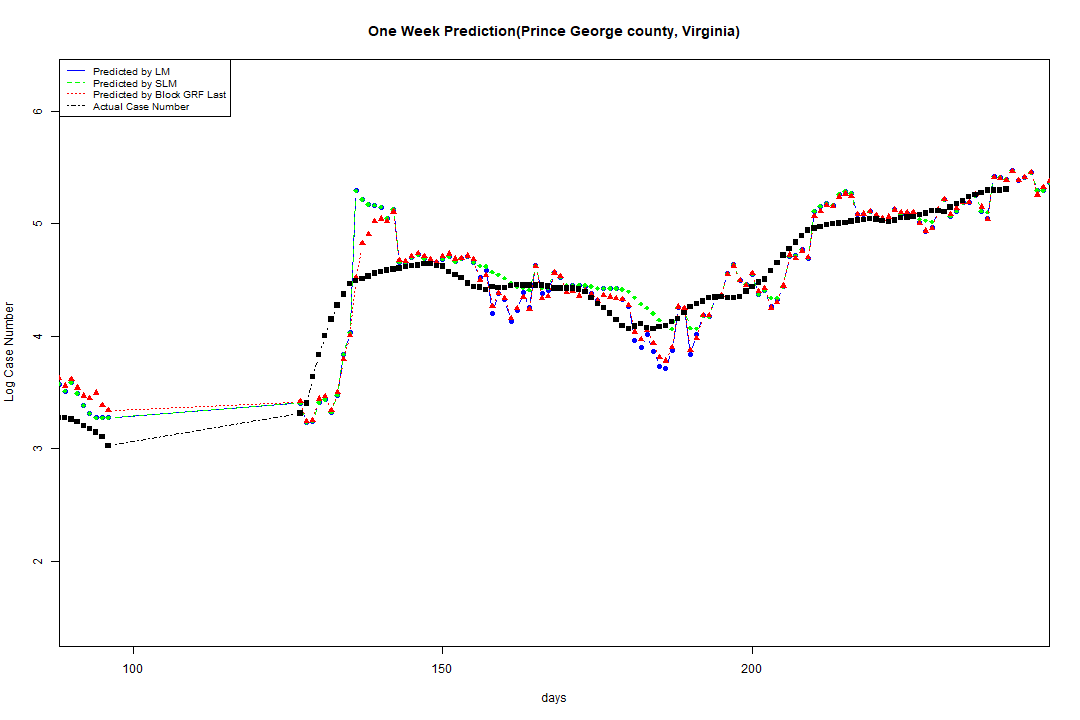 One Week Prediction(Prince George county, Virginia)
Predicted by LM
Predicted by SLM
Predicted by Block GRF Last
Actual Case Number
6
5
4
3
2
Log Case Number
100 150 200
days